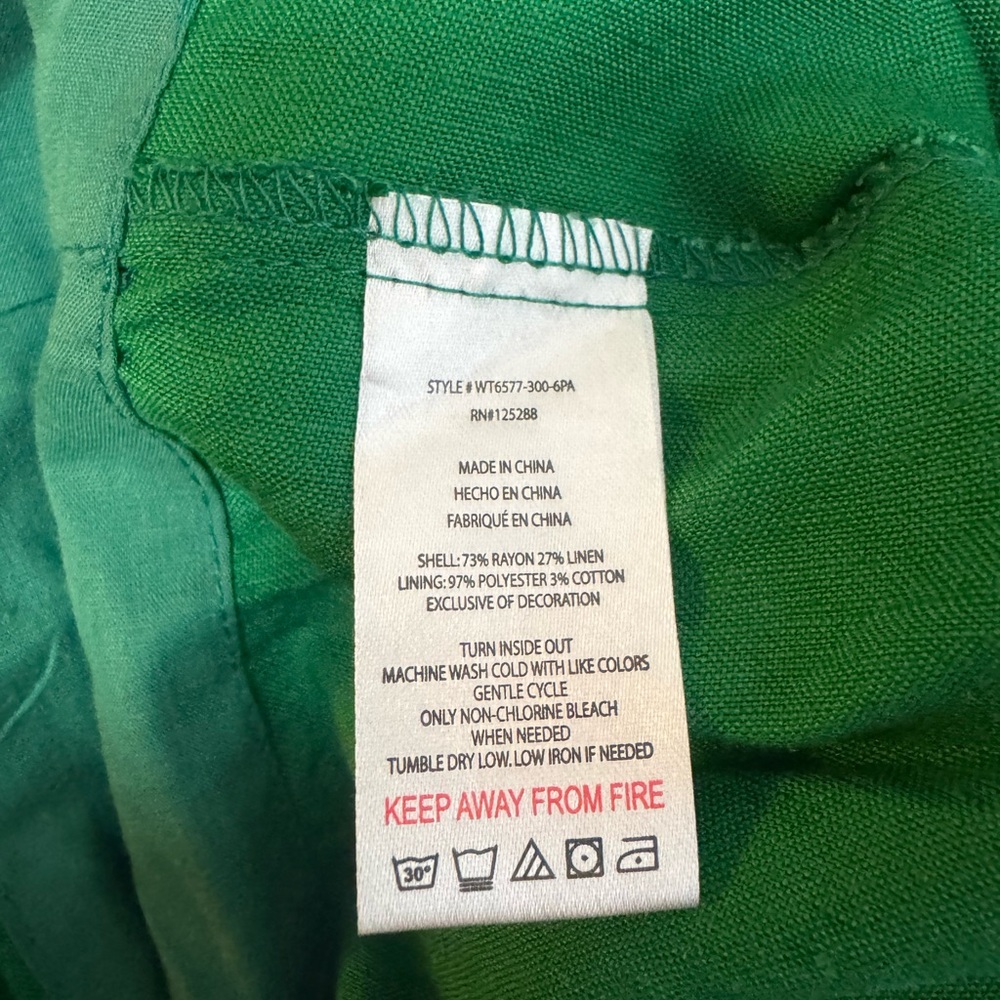 STYLE # WT6577-300-6PA
RN#125288
MADE IN CHINA
HECHO EN CHINA
FABRIQUÉ EN CHINA
SHELL: 73% RAYON 27% LINEN
LINING: 97% POLYESTER 3% COTTON
EXCLUSIVE OF DECORATION
TURN INSIDE OUT
MACHINE WASH COLD WITH LIKE COLORS
GENTLE CYCLE
ONLY NON-CHLORINE BLEACH
WHEN NEEDED
TUMBLE DRY LOW. LOW IRON IF NEEDED
KEEP AWAY FROM FIRE
30°